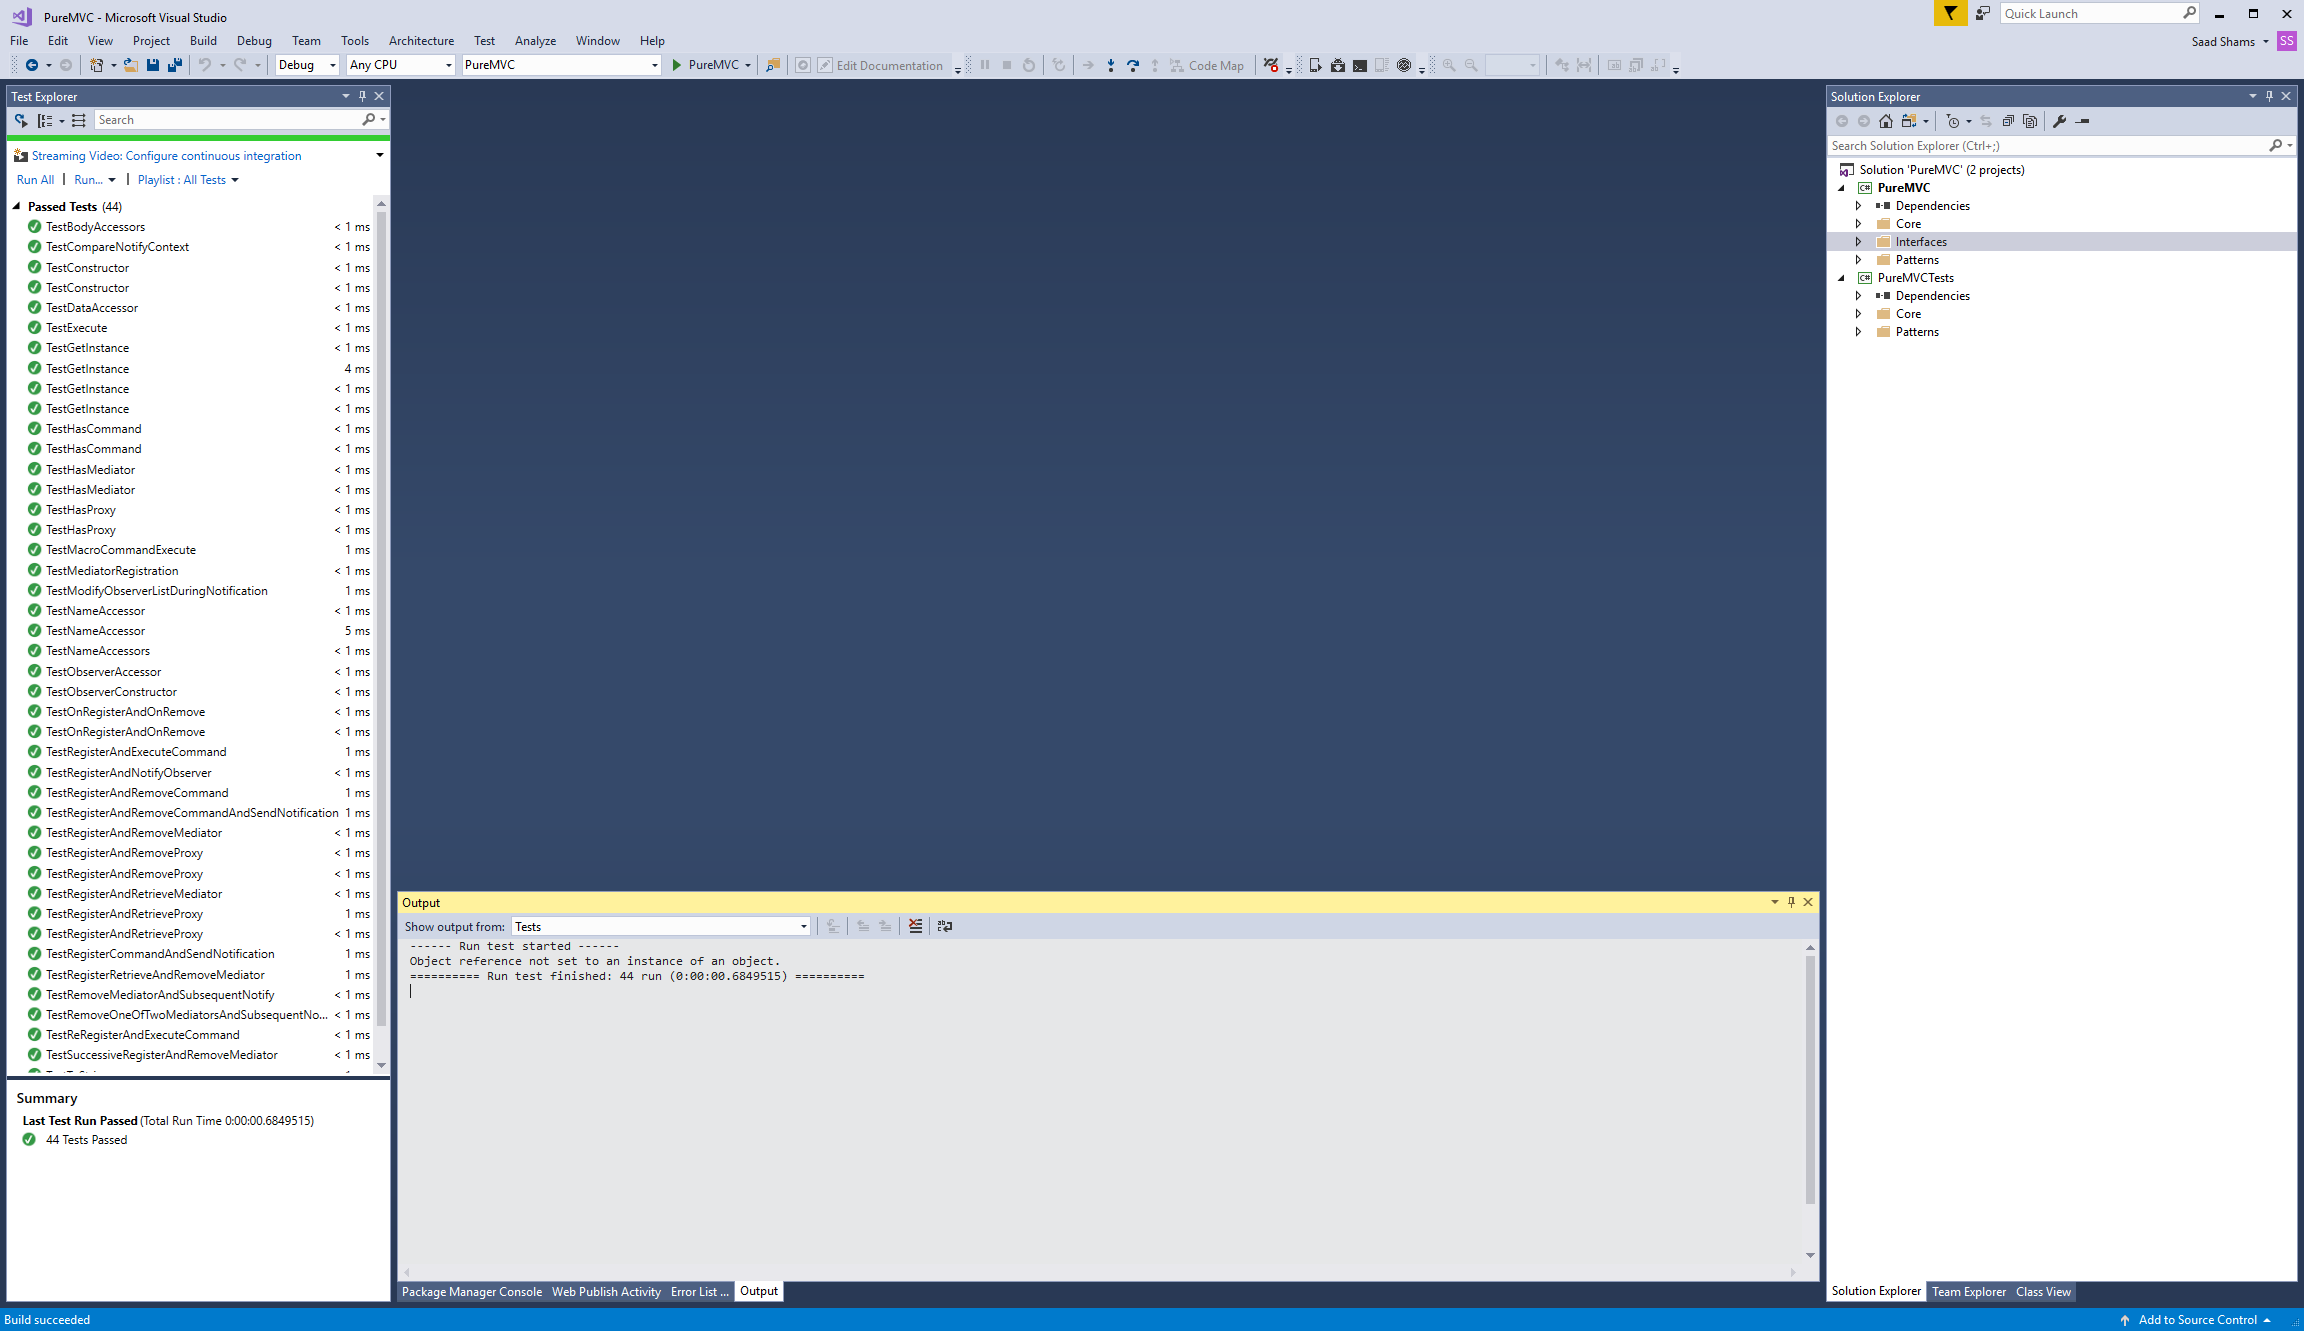 PureMVC - Microsoft Visual Studio
Quick Launch
File Edit View Project Build Debug Team Tools Architecture Test Analyze Window Help
Saad Shams SS
Debug Any CPU PureMVC PureMVC Edit Documentation Code Map
Test Explorer
Search
Streaming Video: Configure continuous integration
Run All | Run... | Playlist : All Tests
Passed Tests (44)
TestBodyAccessors < 1 ms
TestCompareNotifyContext < 1 ms
TestConstructor < 1 ms
TestConstructor < 1 ms
TestDataAccessor < 1 ms
TestExecute < 1 ms
TestGetInstance < 1 ms
TestGetInstance 4 ms
TestGetInstance < 1 ms
TestGetInstance < 1 ms
TestHasCommand < 1 ms
TestHasCommand < 1 ms
TestHasMediator < 1 ms
TestHasMediator < 1 ms
TestHasProxy < 1 ms
TestHasProxy < 1 ms
TestMacroCommandExecute 1 ms
TestMediatorRegistration < 1 ms
TestModifyObserverListDuringNotification 1 ms
TestNameAccessor < 1 ms
TestNameAccessor 5 ms
TestNameAccessors < 1 ms
TestObserverAccessor < 1 ms
TestObserverConstructor < 1 ms
TestOnRegisterAndOnRemove < 1 ms
TestOnRegisterAndOnRemove < 1 ms
TestRegisterAndExecuteCommand 1 ms
TestRegisterAndNotifyObserver < 1 ms
TestRegisterAndRemoveCommand 1 ms
TestRegisterAndRemoveCommandAndSendNotification 1 ms
TestRegisterAndRemoveMediator < 1 ms
TestRegisterAndRemoveProxy < 1 ms
TestRegisterAndRemoveProxy < 1 ms
TestRegisterAndRetrieveMediator < 1 ms
TestRegisterAndRetrieveProxy 1 ms
TestRegisterAndRetrieveProxy < 1 ms
TestRegisterCommandAndSendNotification 1 ms
TestRegisterRetrieveAndRemoveMediator 1 ms
TestRemoveMediatorAndSubsequentNotify < 1 ms
TestRemoveOneOfTwoMediatorsAndSubsequentNo... < 1 ms
TestReRegisterAndExecuteCommand < 1 ms
TestSuccessiveRegisterAndRemoveMediator < 1 ms
Summary
Last Test Run Passed (Total Run Time 0:00:00.6849515)
44 Tests Passed
Output
Show output from: Tests
------ Run test started ------
Object reference not set to an instance of an object.
========== Run test finished: 44 run (0:00:00.6849515) ==========
Package Manager Console Web Publish Activity Error List ... Output
Solution Explorer
Search Solution Explorer (Ctrl+;)
Solution 'PureMVC' (2 projects)
C# PureMVC
Dependencies
Core
Interfaces
Patterns
C# PureMVCTests
Dependencies
Core
Patterns
Solution Explorer Team Explorer Class View
Build succeeded
Add to Source Control